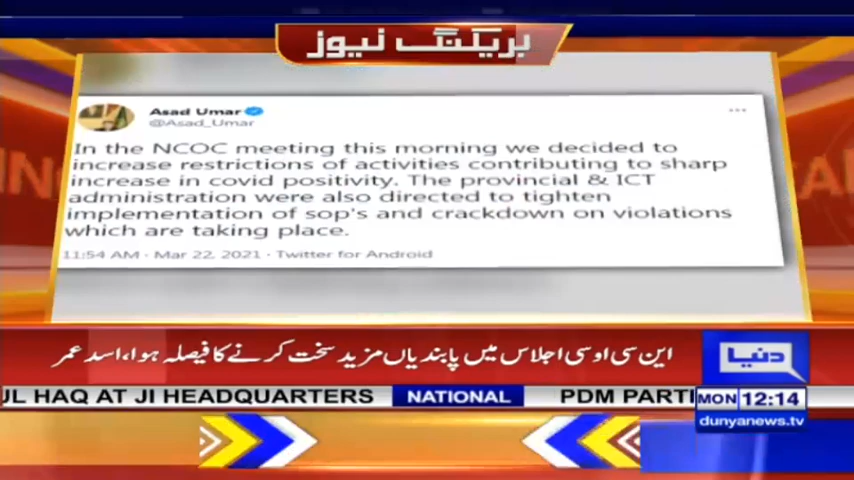 بریکنگ نیوز
Asad Umar
@Asad_Umar
In the NCOC meeting this morning we decided to
increase restrictions of activities contributing to sharp
increase in covid positivity. The provincial & ICT
administration were also directed to tighten
implementation of sop's and crackdown on violations
which are taking place.
11:54 AM · Mar 22, 2021 · Twitter for Android
این سی او سی اجلاس میں پابندیاں مزید سخت کرنے کا فیصلہ ہوا، اسد عمر
دنیا
UL HAQ AT JI HEADQUARTERS NATIONAL PDM PARTI
MON 12:14
dunyanews.tv